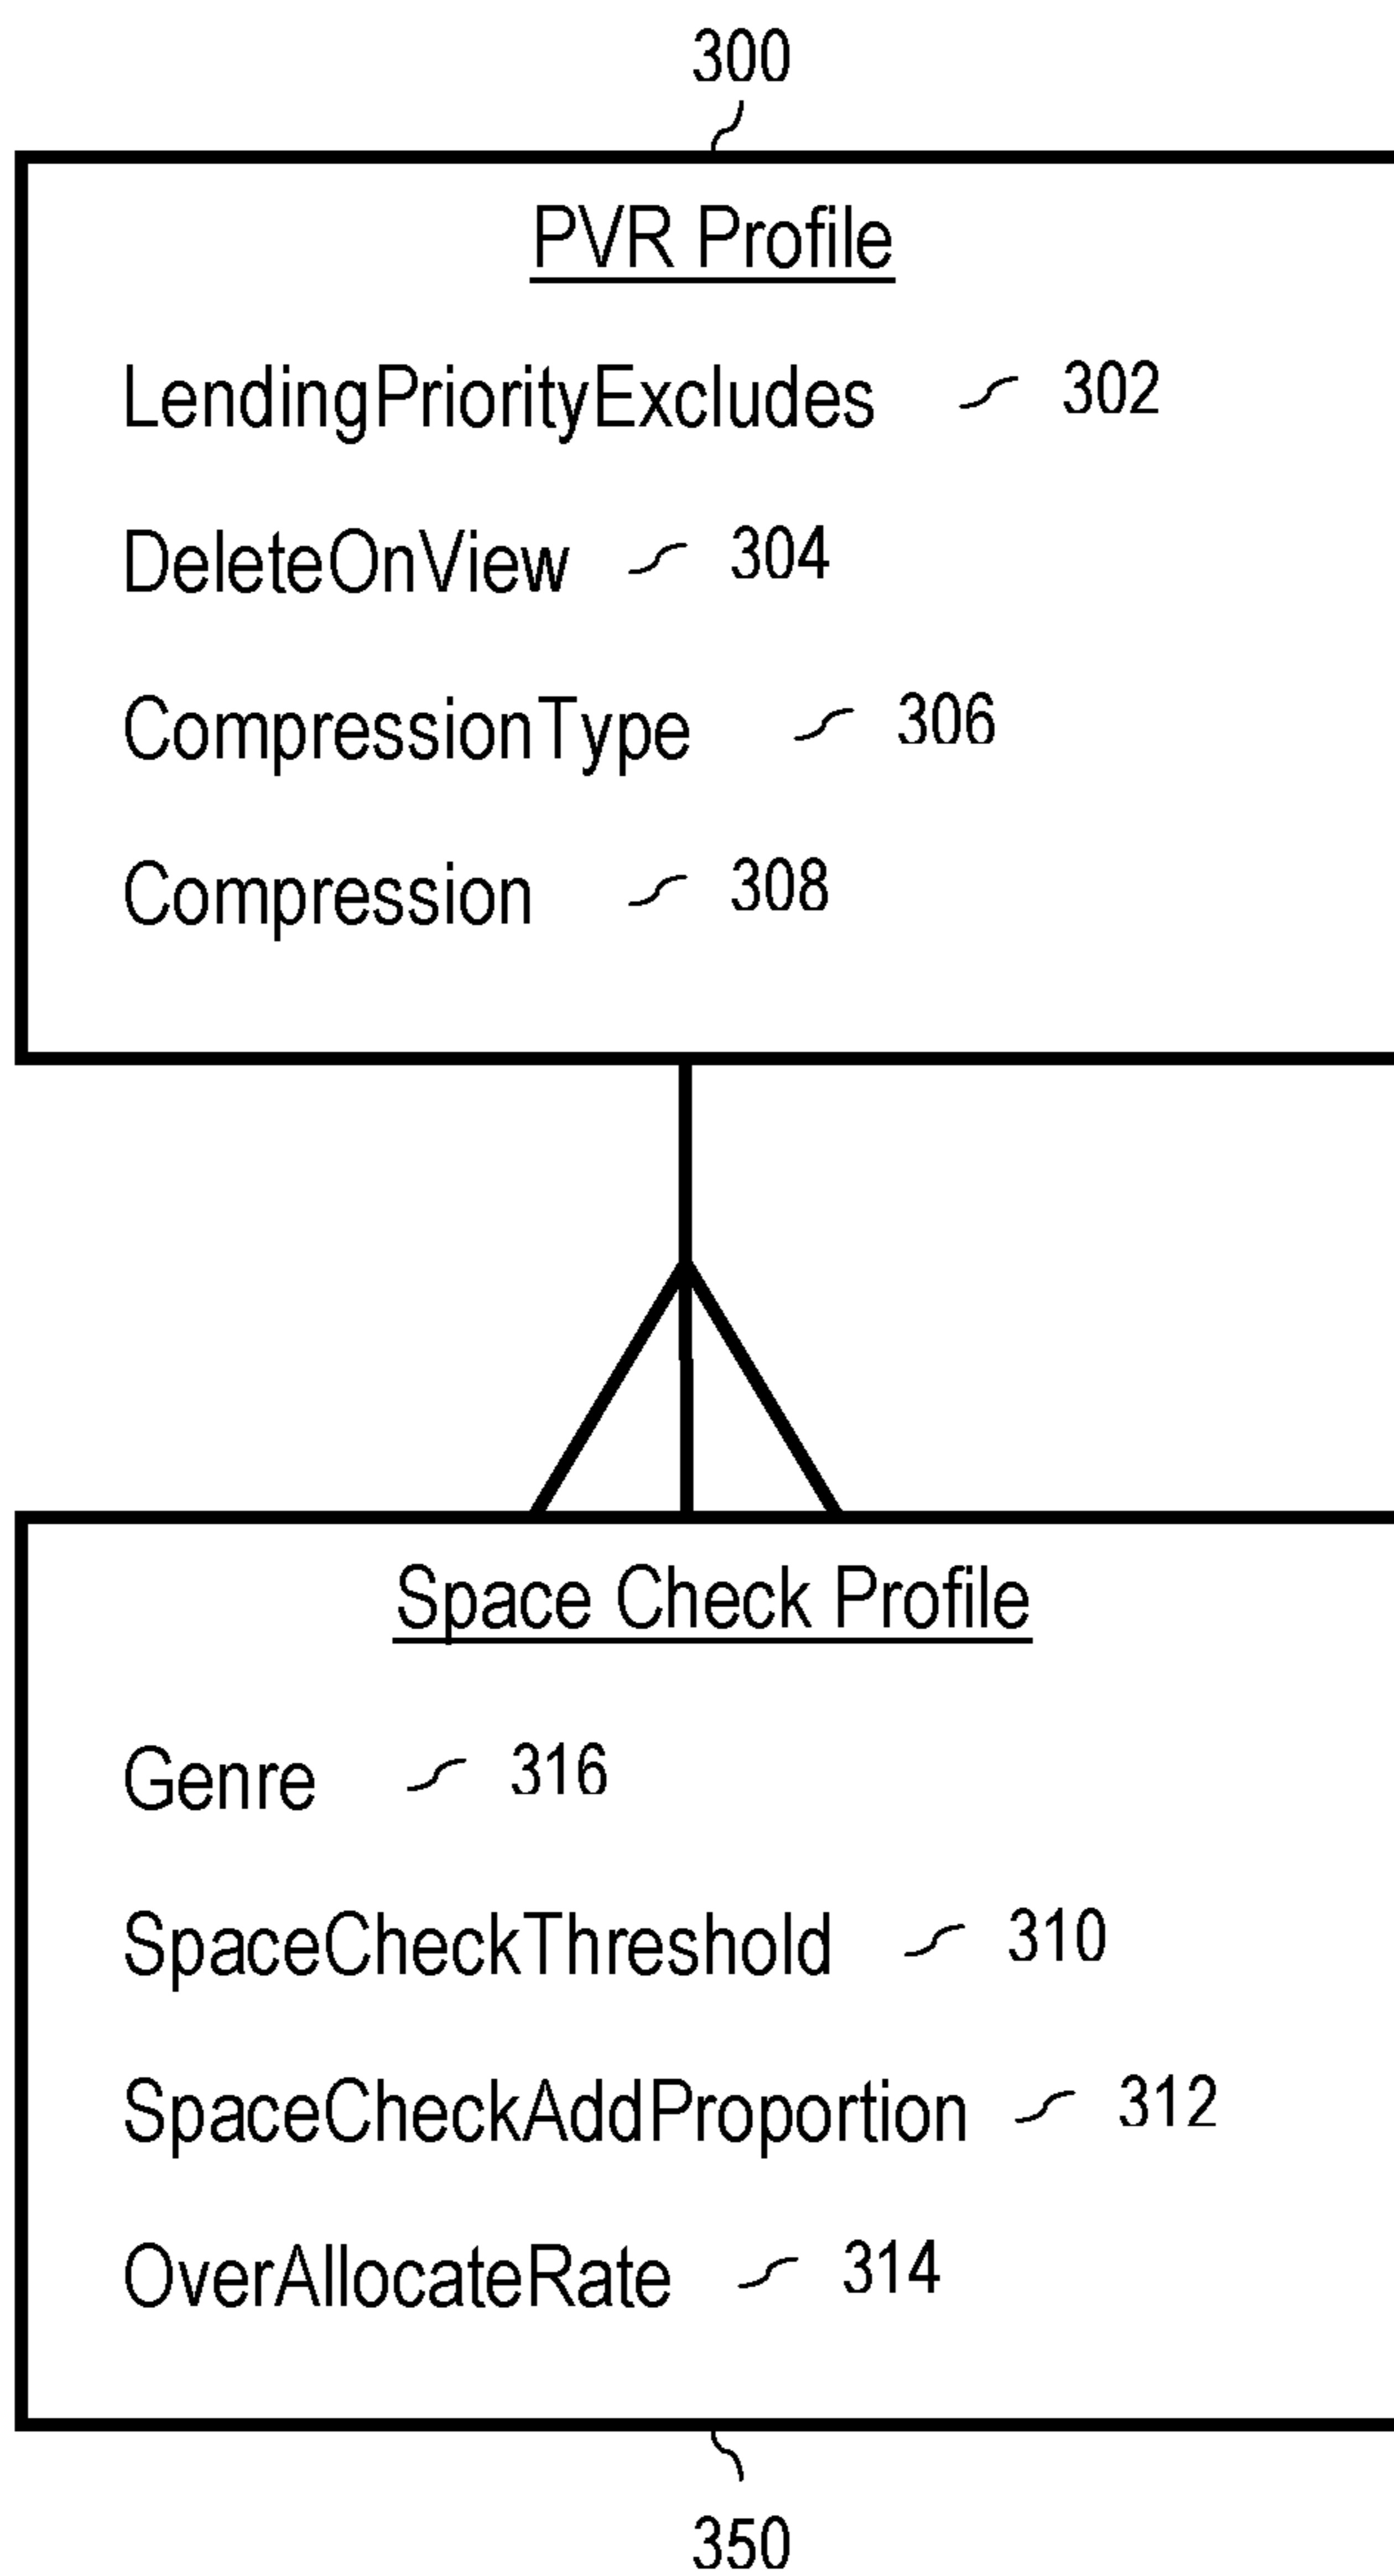 300
PVR Profile
LendingPriorityExcludes 302
DeleteOnView 304
CompressionType 306
Compression 308
Space Check Profile
Genre 316
SpaceCheckThreshold 310
SpaceCheckAddProportion 312
OverAllocateRate 314
350